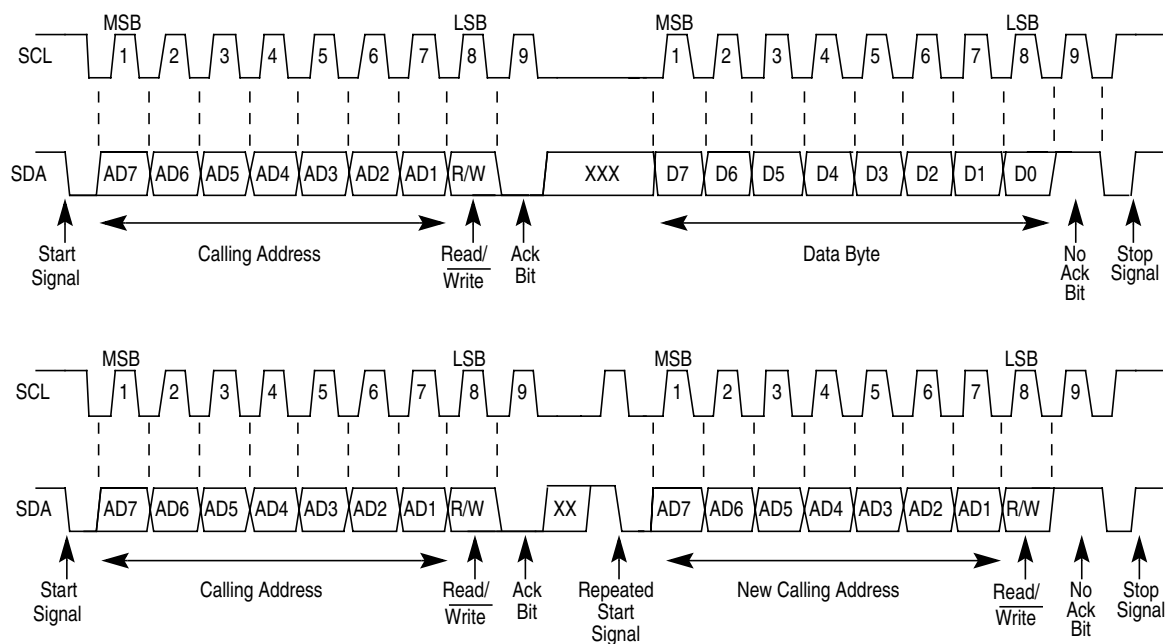 MSB LSB MSB LSB
SCL 1 2 3 4 5 6 7 8 9 1 2 3 4 5 6 7 8 9
SDA AD7 AD6 AD5 AD4 AD3 AD2 AD1 R/W XXX D7 D6 D5 D4 D3 D2 D1 D0
Start Signal
Calling Address
Read/ Write
Ack Bit
Data Byte
No Ack Bit
Stop Signal
MSB LSB MSB LSB
SCL 1 2 3 4 5 6 7 8 9 1 2 3 4 5 6 7 8 9
SDA AD7 AD6 AD5 AD4 AD3 AD2 AD1 R/W XX AD7 AD6 AD5 AD4 AD3 AD2 AD1 R/W
Start Signal
Calling Address
Read/ Write
Ack Bit
Repeated Start Signal
New Calling Address
Read/ Write
No Ack Bit
Stop Signal